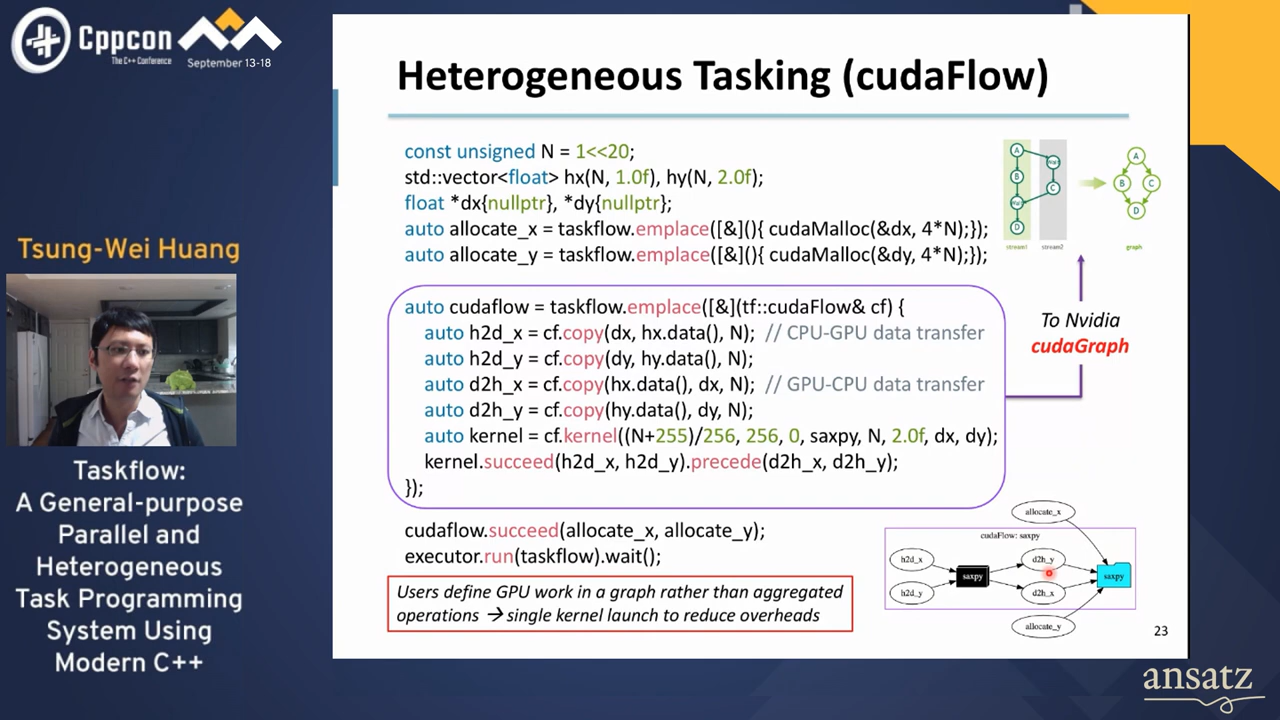 Cppcon
The C++ Conference
September 13-18
Heterogeneous Tasking (cudaFlow)
const unsigned N = 1<<20;
std::vector<float> hx(N, 1.0f), hy(N, 2.0f);
float *dx{nullptr}, *dy{nullptr};
auto allocate_x = taskflow.emplace([&](){ cudaMalloc(&dx, 4*N);});
auto allocate_y = taskflow.emplace([&](){ cudaMalloc(&dy, 4*N);});
auto cudaflow = taskflow.emplace([&](tf::cudaFlow& cf) {
auto h2d_x = cf.copy(dx, hx.data(), N); // CPU-GPU data transfer
auto h2d_y = cf.copy(dy, hy.data(), N);
auto d2h_x = cf.copy(hx.data(), dx, N); // GPU-CPU data transfer
auto d2h_y = cf.copy(hy.data(), dy, N);
auto kernel = cf.kernel((N+255)/256, 256, 0, saxpy, N, 2.0f, dx, dy);
kernel.succeed(h2d_x, h2d_y).precede(d2h_x, d2h_y);
});
cudaflow.succeed(allocate_x, allocate_y);
executor.run(taskflow).wait();
Users define GPU work in a graph rather than aggregated
operations → single kernel launch to reduce overheads
A
B
C
D
stream1
stream2
A
B
C
D
graph
To Nvidia
cudaGraph
allocate_x
cudaFlow: saxpy
h2d_x
d2h_y
saxpy
saxpy
h2d_y
d2h_x
allocate_y
23
Tsung-Wei Huang
Taskflow:
A General-purpose
Parallel and
Heterogeneous
Task Programming
System Using
Modern C++
ansatz